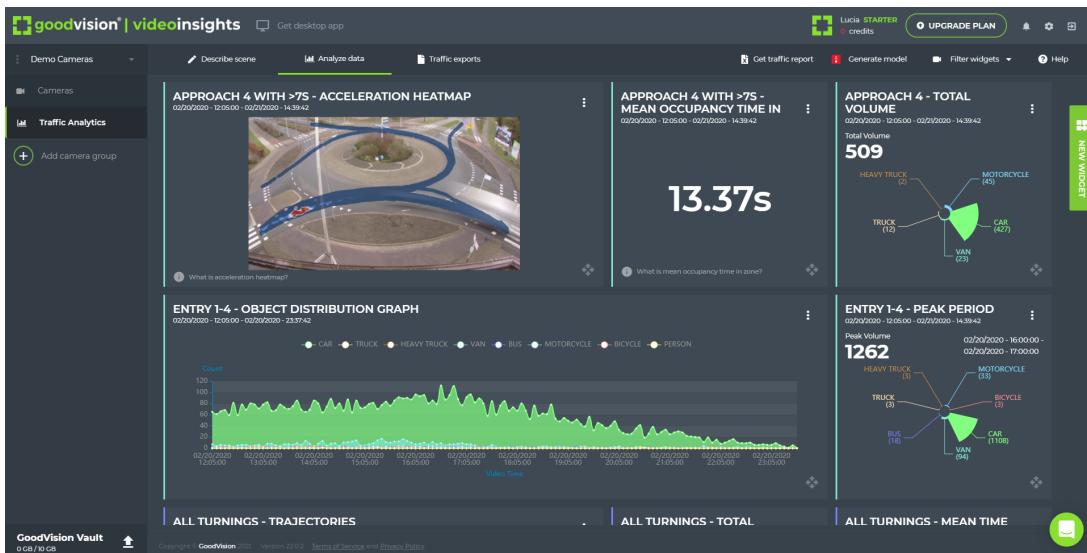 goodvision® | videoinsights
Get desktop app
Lucia STARTER
0 credits
UPGRADE PLAN
Demo Cameras
Describe scene
Analyze data
Traffic exports
Get traffic report
Generate model
Filter widgets
Help
Cameras
Traffic Analytics
Add camera group
APPROACH 4 WITH >7S - ACCELERATION HEATMAP
02/20/2020 - 12:05:00 - 02/21/2020 - 14:39:42
What is acceleration heatmap?
APPROACH 4 WITH >7S -
MEAN OCCUPANCY TIME IN
02/20/2020 - 12:05:00 - 02/21/2020 - 14:39:42
13.37s
What is mean occupancy time in zone?
APPROACH 4 - TOTAL
VOLUME
02/20/2020 - 12:05:00 - 02/21/2020 - 14:39:42
Total Volume
509
HEAVY TRUCK
(2)
MOTORCYCLE
(45)
TRUCK
(12)
CAR
(427)
VAN
(23)
NEW WIDGET
ENTRY 1-4 - OBJECT DISTRIBUTION GRAPH
02/20/2020 - 12:05:00 - 02/20/2020 - 23:37:42
CAR TRUCK HEAVY TRUCK VAN BUS MOTORCYCLE BICYCLE PERSON
Count
120
100
80
60
40
20
0
02/20/2020 02/20/2020 02/20/2020 02/20/2020 02/20/2020 02/20/2020 02/20/2020 02/20/2020 02/20/2020 02/20/2020 02/20/2020 02/20/2020
12:05:00 13:05:00 14:05:00 15:05:00 16:05:00 17:05:00 18:05:00 19:05:00 20:05:00 21:05:00 22:05:00 23:05:00
Video Time
ENTRY 1-4 - PEAK PERIOD
02/20/2020 - 12:05:00 - 02/21/2020 - 14:39:42
Peak Volume
1262
02/20/2020 - 16:00:00 -
02/20/2020 - 17:00:00
HEAVY TRUCK
(3)
MOTORCYCLE
(33)
TRUCK
(3)
BICYCLE
(3)
BUS
(18)
CAR
(1108)
VAN
(94)
ALL TURNINGS - TRAJECTORIES
ALL TURNINGS - TOTAL
ALL TURNINGS - MEAN TIME
GoodVision Vault
0 GB / 10 GB
Copyright © GoodVision 2021 Version 22.0.2 Terms of Service and Privacy Policy